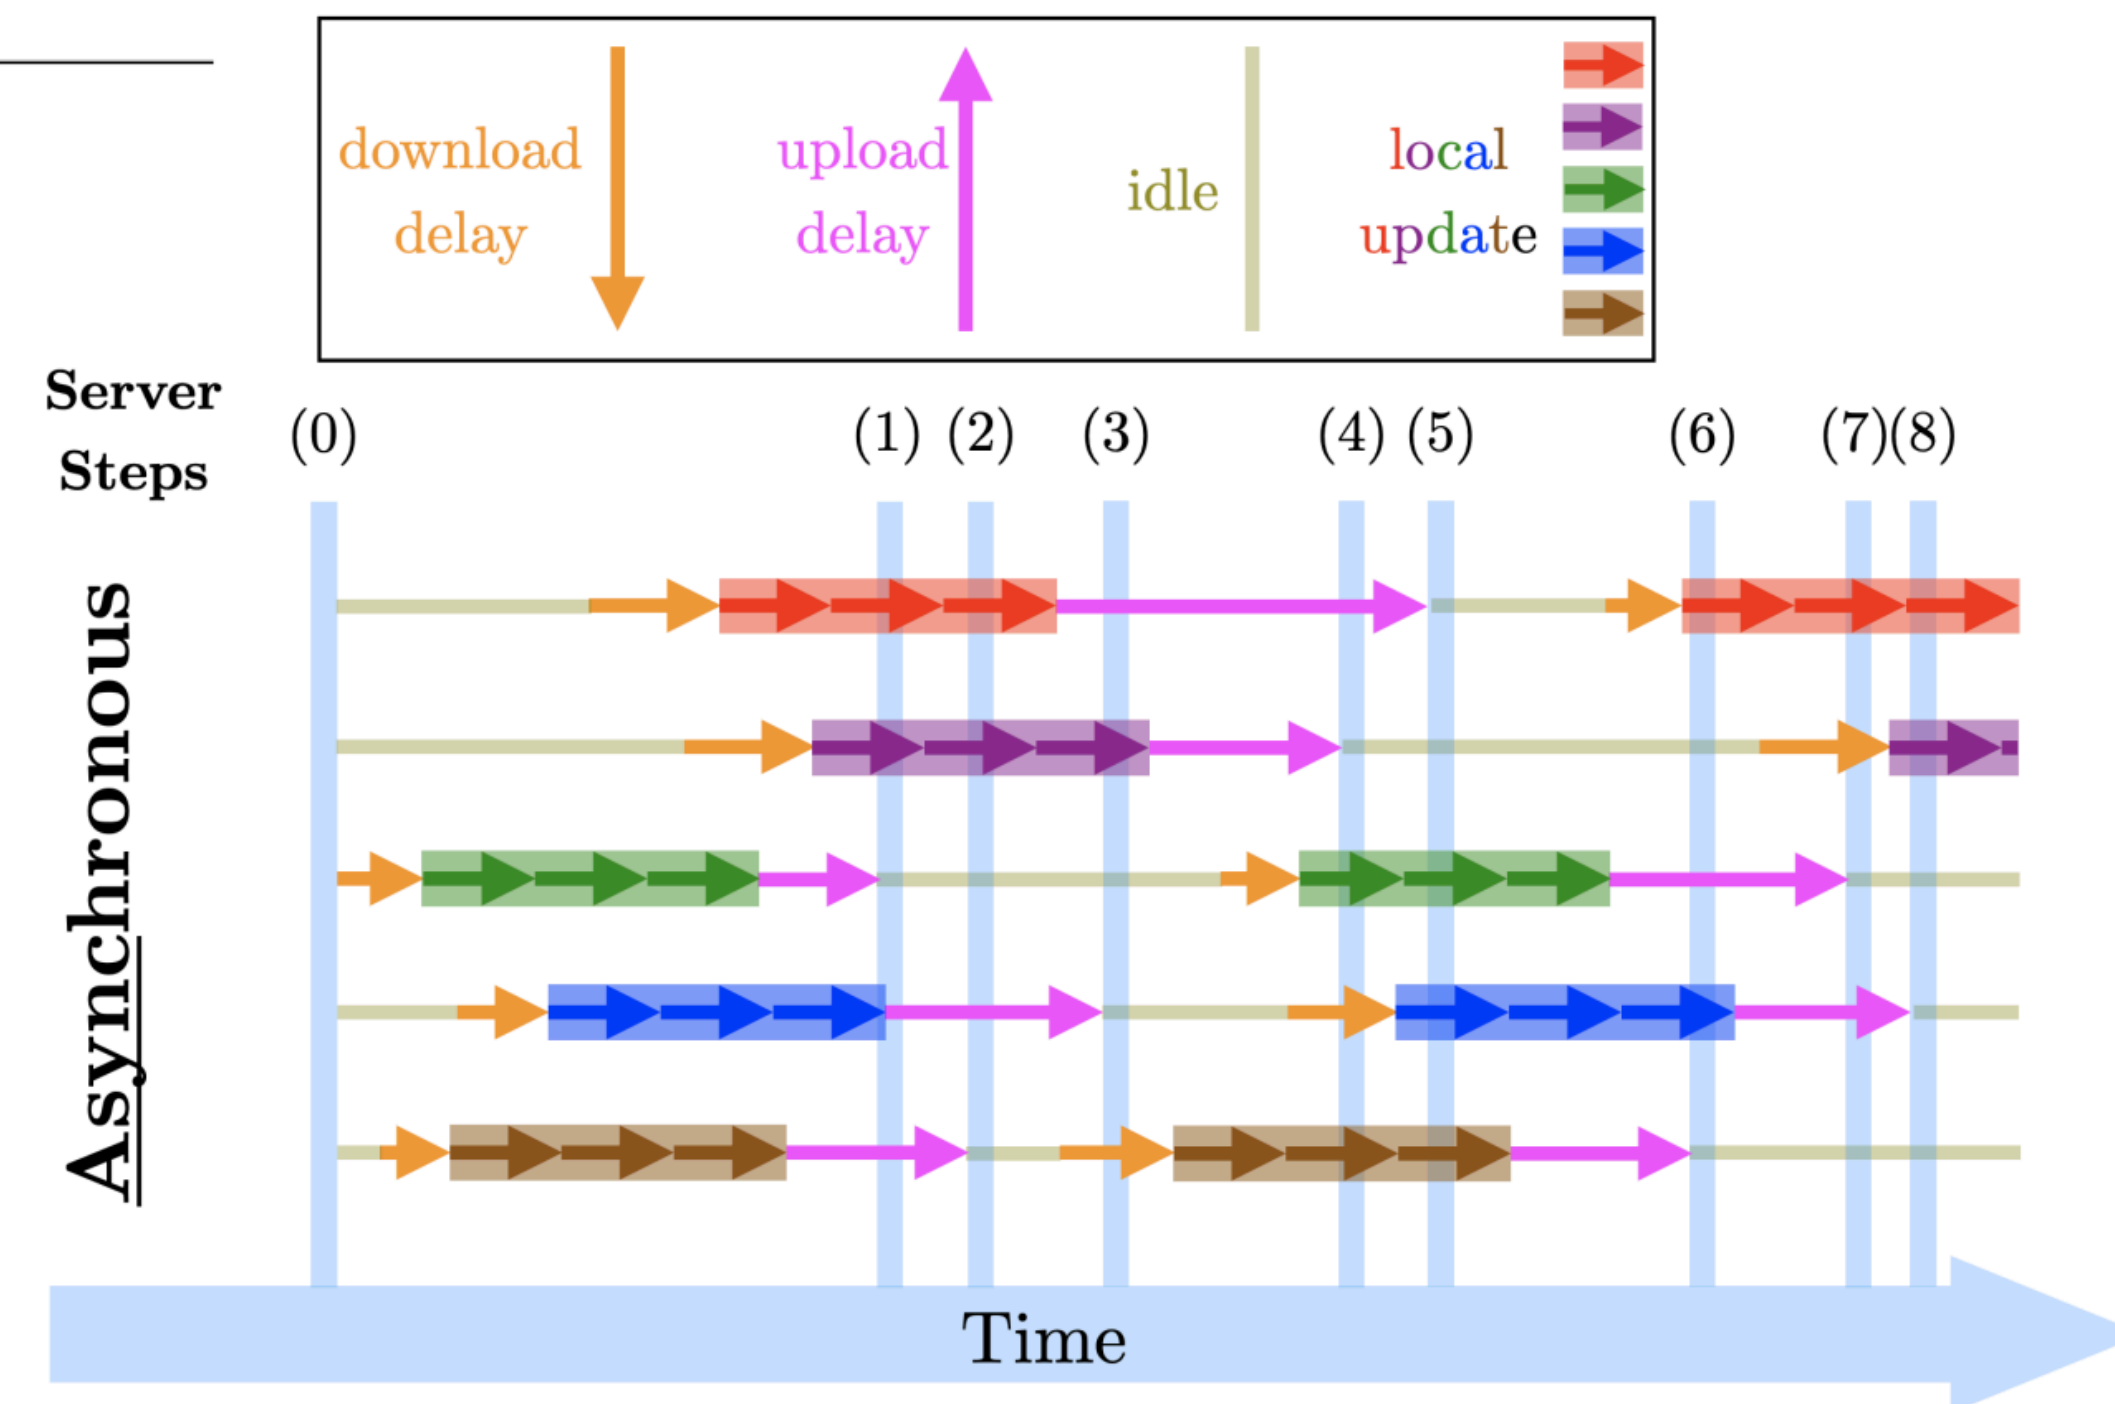 download
delay
upload
delay
idle
local
update
Server
Steps
(0) (1) (2) (3) (4) (5) (6) (7)(8)
Asynchronous
Time